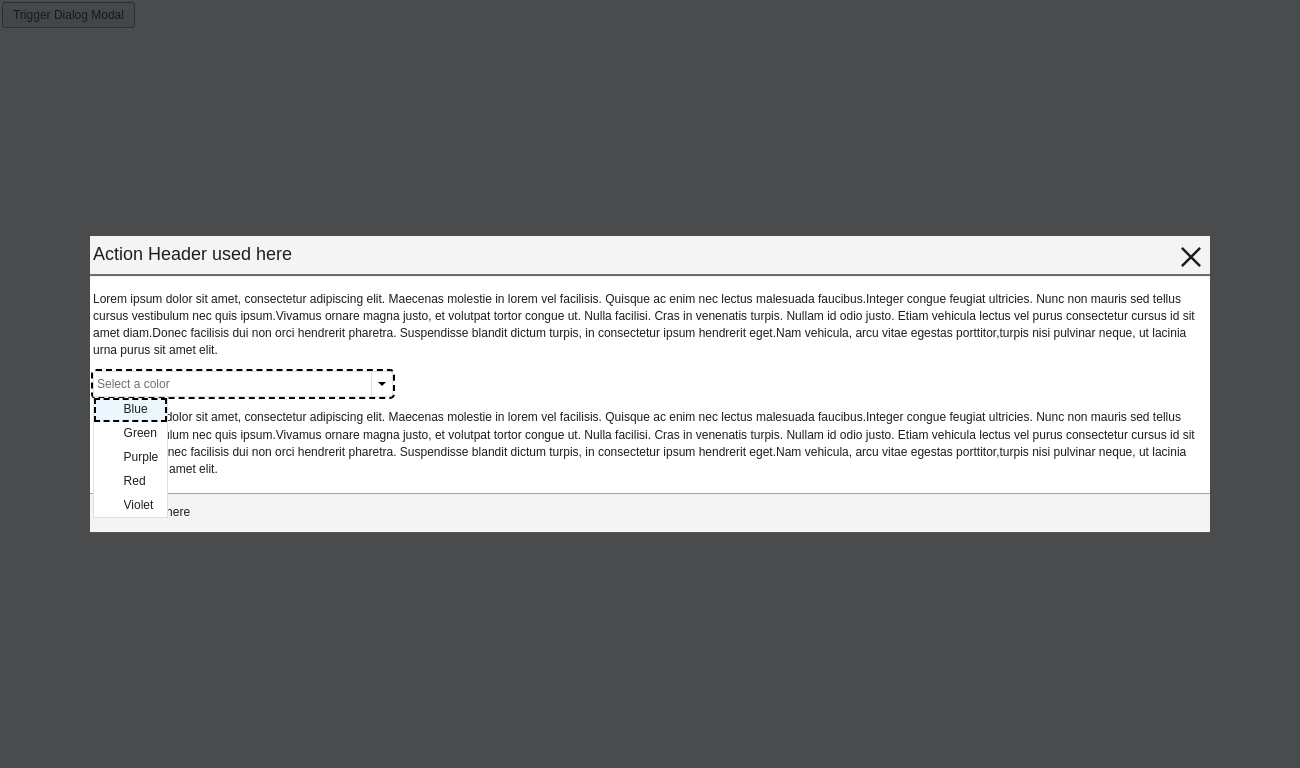 Trigger Dialog Modal
Action Header used here
Lorem ipsum dolor sit amet, consectetur adipiscing elit. Maecenas molestie in lorem vel facilisis. Quisque ac enim nec lectus malesuada faucibus.Integer congue feugiat ultricies. Nunc non mauris sed tellus
cursus vestibulum nec quis ipsum.Vivamus ornare magna justo, et volutpat tortor congue ut. Nulla facilisi. Cras in venenatis turpis. Nullam id odio justo. Etiam vehicula lectus vel purus consectetur cursus id sit
amet diam.Donec facilisis dui non orci hendrerit pharetra. Suspendisse blandit dictum turpis, in consectetur ipsum hendrerit eget.Nam vehicula, arcu vitae egestas porttitor,turpis nisi pulvinar neque, ut lacinia
urna purus sit amet elit.
Select a color
Blue
Green
Purple
Red
Violet
dolor sit amet, consectetur adipiscing elit. Maecenas molestie in lorem vel facilisis. Quisque ac enim nec lectus malesuada faucibus.Integer congue feugiat ultricies. Nunc non mauris sed tellus
nec quis ipsum.Vivamus ornare magna justo, et volutpat tortor congue ut. Nulla facilisi. Cras in venenatis turpis. Nullam id odio justo. Etiam vehicula lectus vel purus consectetur cursus id sit
facilisis dui non orci hendrerit pharetra. Suspendisse blandit dictum turpis, in consectetur ipsum hendrerit eget.Nam vehicula, arcu vitae egestas porttitor,turpis nisi pulvinar neque, ut lacinia
amet elit.
here